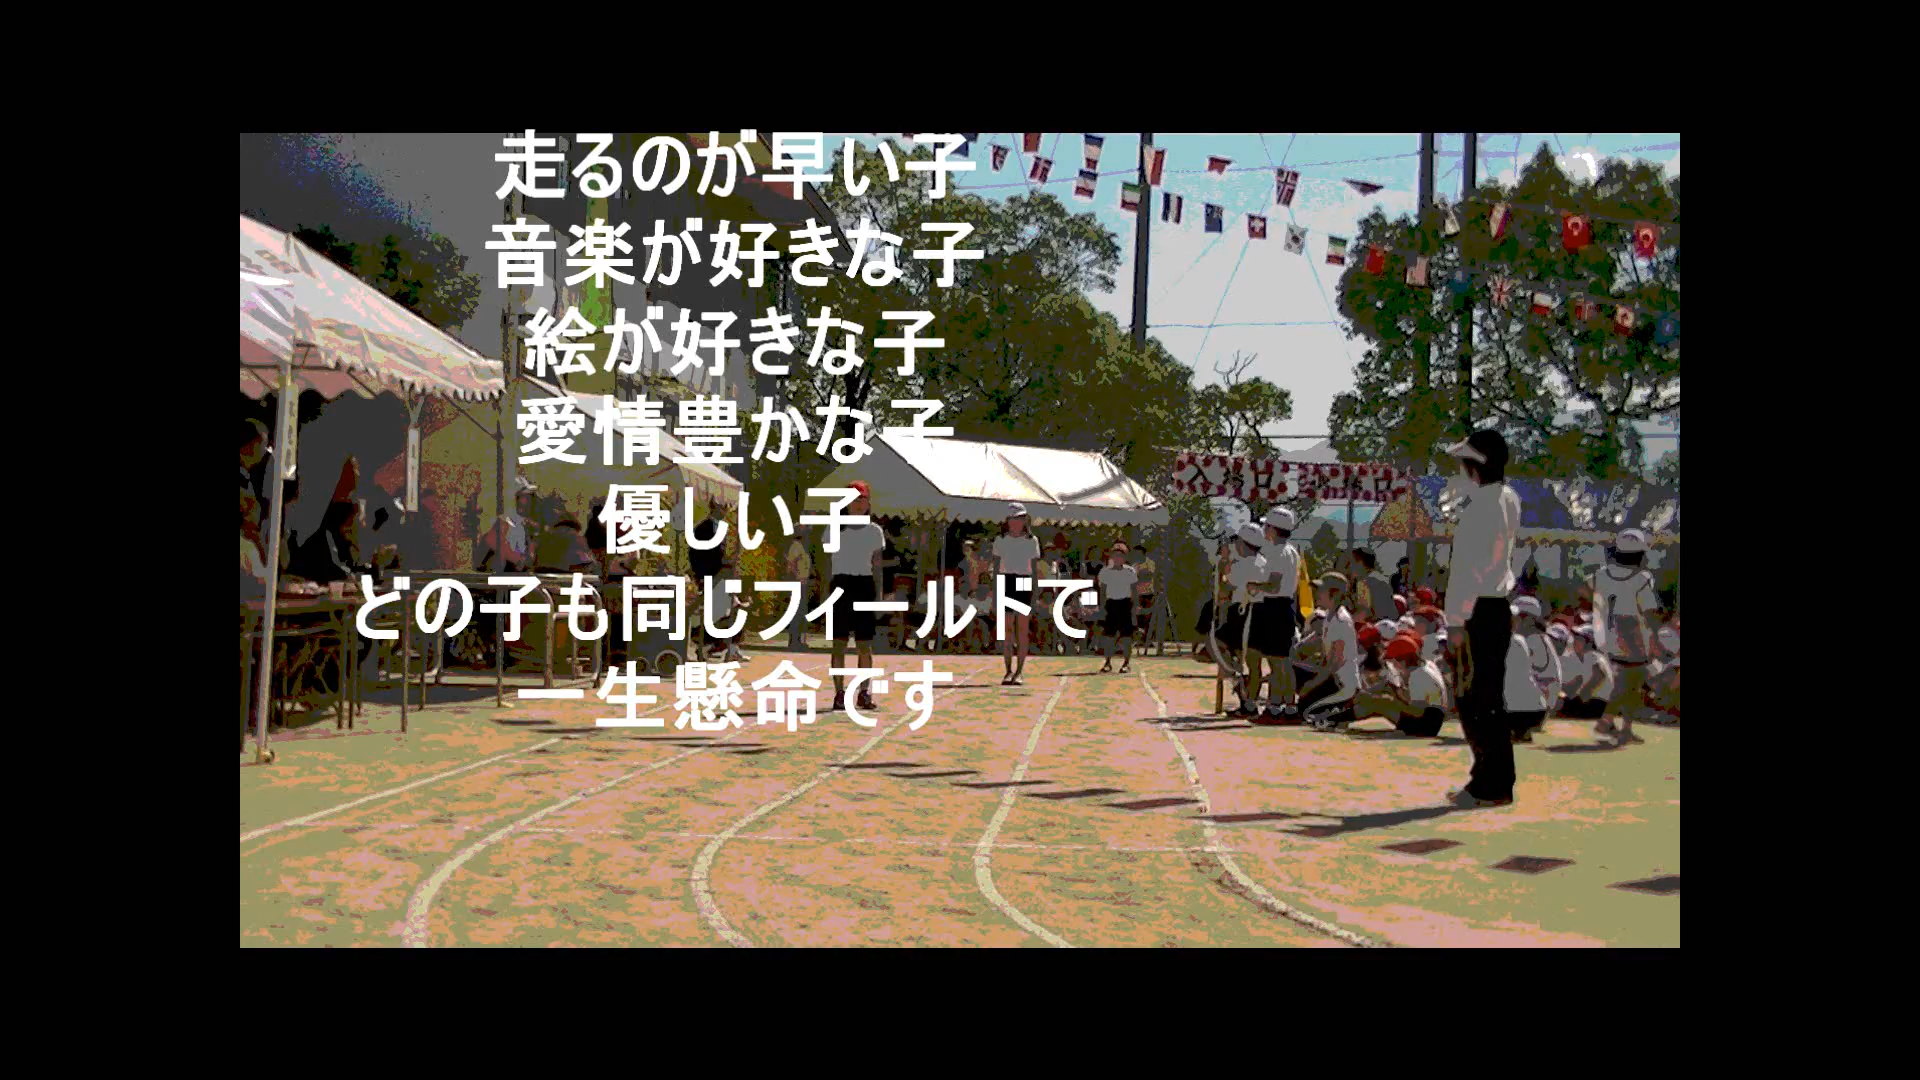 走るのが早い子
音楽が好きな子
絵が好きな子
愛情豊かな子
優しい子
どの子も同じフィールドで
一生懸命です